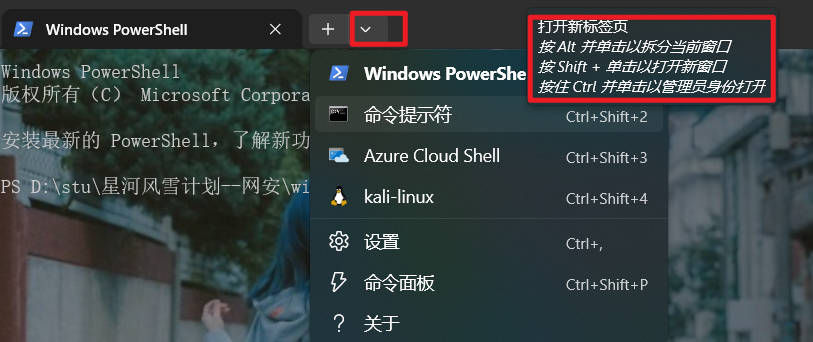 Windows PowerShell
打开新标签页
按 Alt 并单击以拆分当前窗口
按 Shift + 单击以打开新窗口
按住 Ctrl 并单击以管理员身份打开
Windows PowerShell
版权所有（C） Microsoft Corpora
安装最新的 PowerShell，了解新功
PS D:\stu\星河风雪计划--网安\wi
Windows PowerShe
命令提示符 Ctrl+Shift+2
Azure Cloud Shell Ctrl+Shift+3
kali-linux Ctrl+Shift+4
设置 Ctrl+,
命令面板 Ctrl+Shift+P
关于